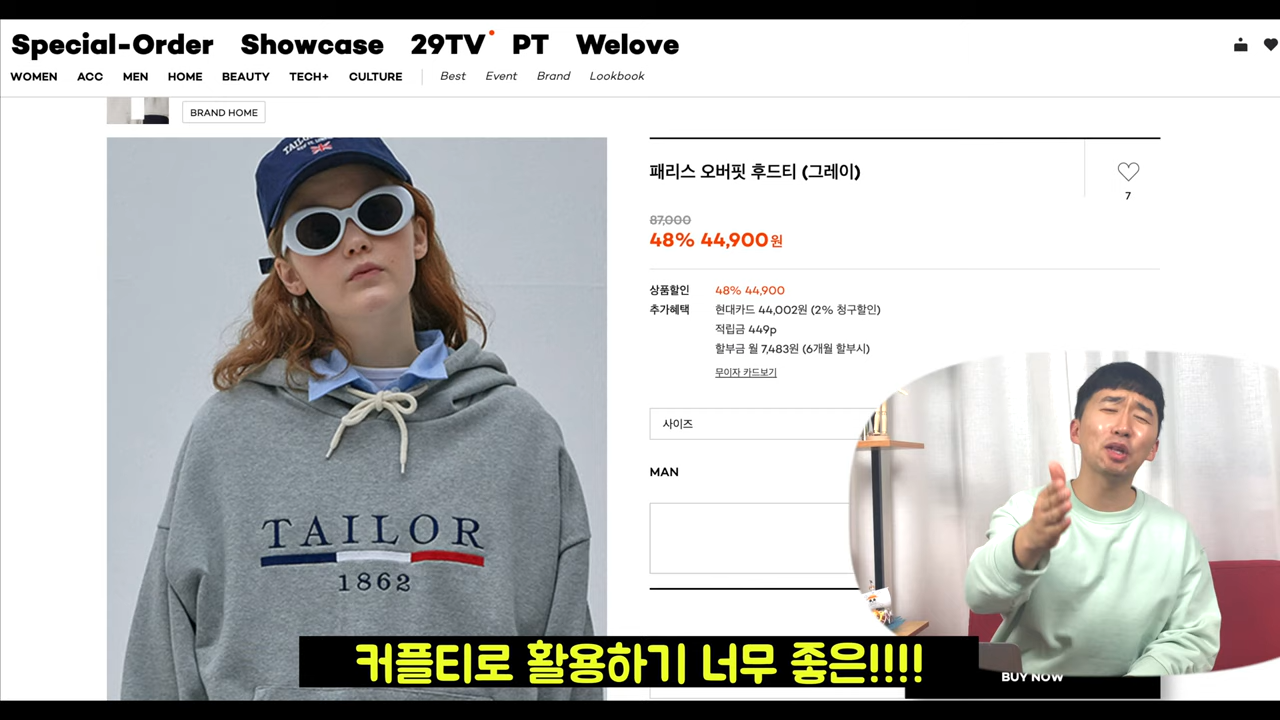 Special-Order Showcase 29TV PT Welove
WOMEN ACC MEN HOME BEAUTY TECH+ CULTURE Best Event Brand Lookbook
BRAND HOME
TAILOR
패리스 오버핏 후드티 (그레이)
7
87,000
48% 44,900원
상품할인 48% 44,900
추가혜택 현대카드 44,002원 (2% 청구할인)
적립금 449p
할부금 월 7,483원 (6개월 할부시)
무이자 카드보기
사이즈
MAN
TAILOR
1862
커플티로 활용하기 너무 좋은!!!!
BUY NOW